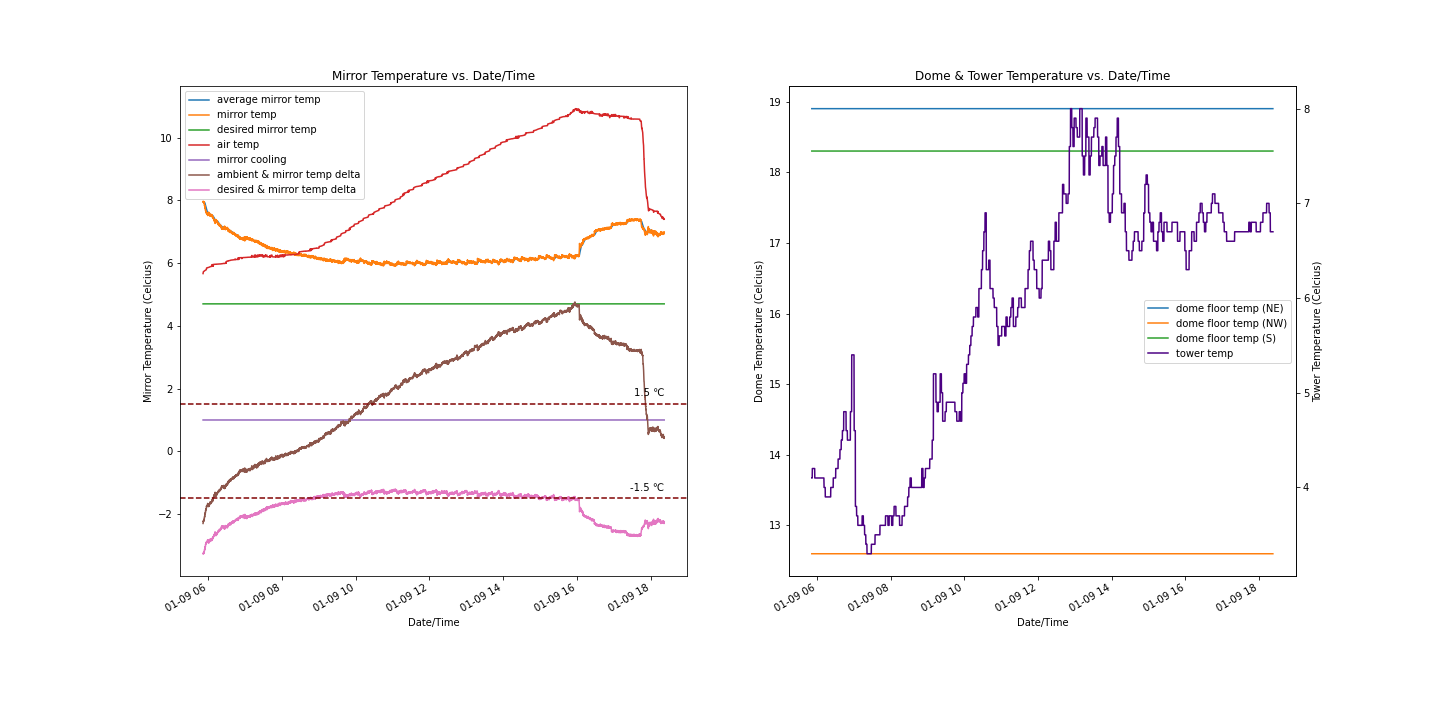 Mirror Temperature vs. Date/Time
average mirror temp
mirror temp
desired mirror temp
air temp
mirror cooling
ambient & mirror temp delta
desired & mirror temp delta
10
8
6
4
2
0
−2
Mirror Temperature (Celcius)
1.5 °C
-1.5 °C
01-09 06
01-09 08
01-09 10
01-09 12
01-09 14
01-09 16
01-09 18
Date/Time
Dome & Tower Temperature vs. Date/Time
19
18
17
16
15
14
13
Dome Temperature (Celcius)
dome floor temp (NE)
dome floor temp (NW)
dome floor temp (S)
tower temp
8
7
6
5
4
Tower Temperature (Celcius)
01-09 06
01-09 08
01-09 10
01-09 12
01-09 14
01-09 16
01-09 18
Date/Time